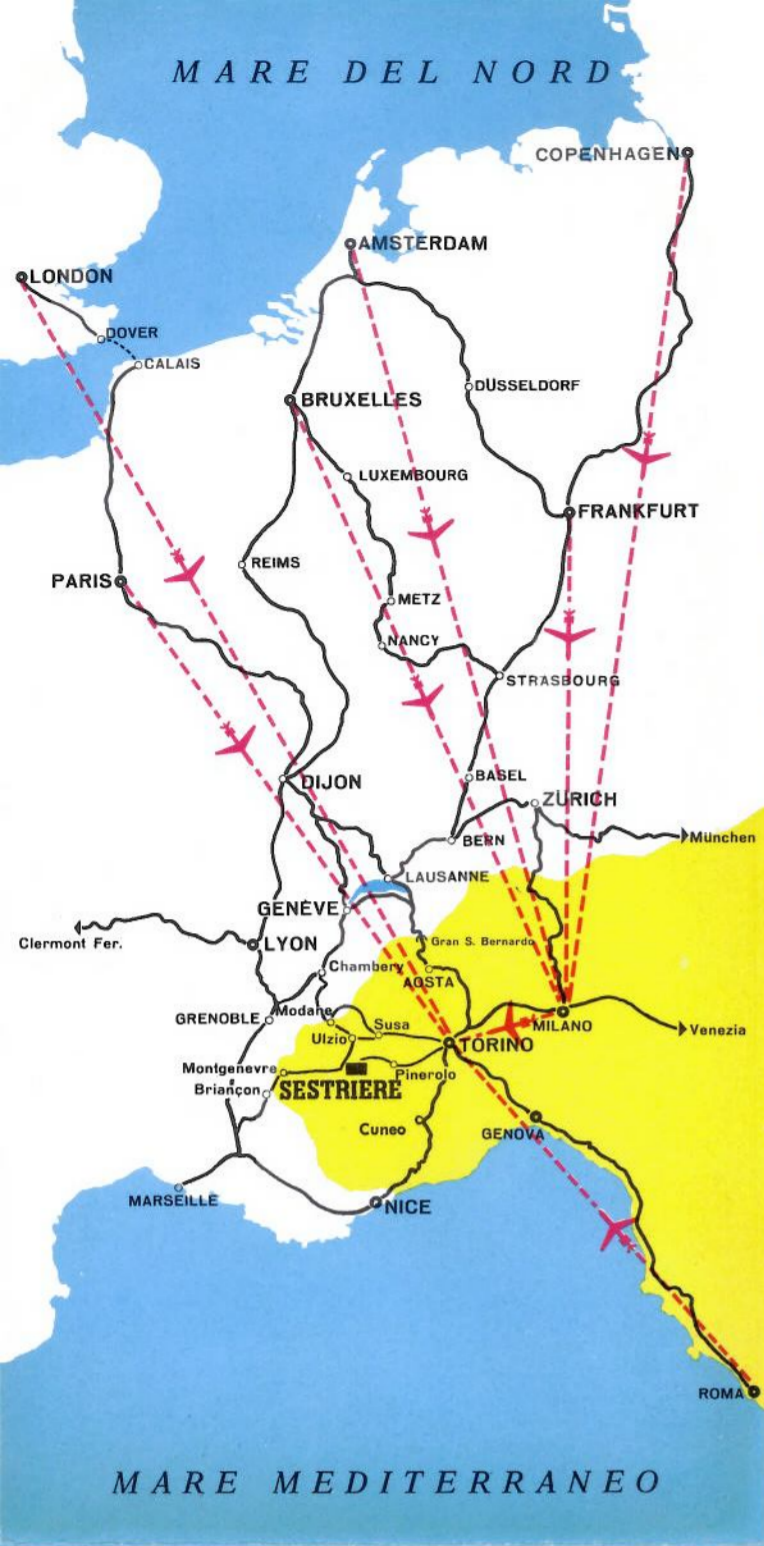 MARE DEL NORD
COPENHAGEN
AMSTERDAM
LONDON
DOVER
CALAIS
DÜSSELDORF
BRUXELLES
LUXEMBOURG
FRANKFURT
REIMS
PARIS
METZ
NANCY
STRASBOURG
BASEL
DIJON
ZÜRICH
München
BERN
LAUSANNE
GENÈVE
Clermont Fer.
LYON
Gran S. Bernardo
Chambery
AOSTA
Modane
GRENOBLE
Susa
MILANO
Venezia
Ulzio
TORINO
Montgenevre
Pinerolo
Briançon
SESTRIERE
Cuneo
GENOVA
MARSEILLE
NICE
ROMA
MARE MEDITERRANEO